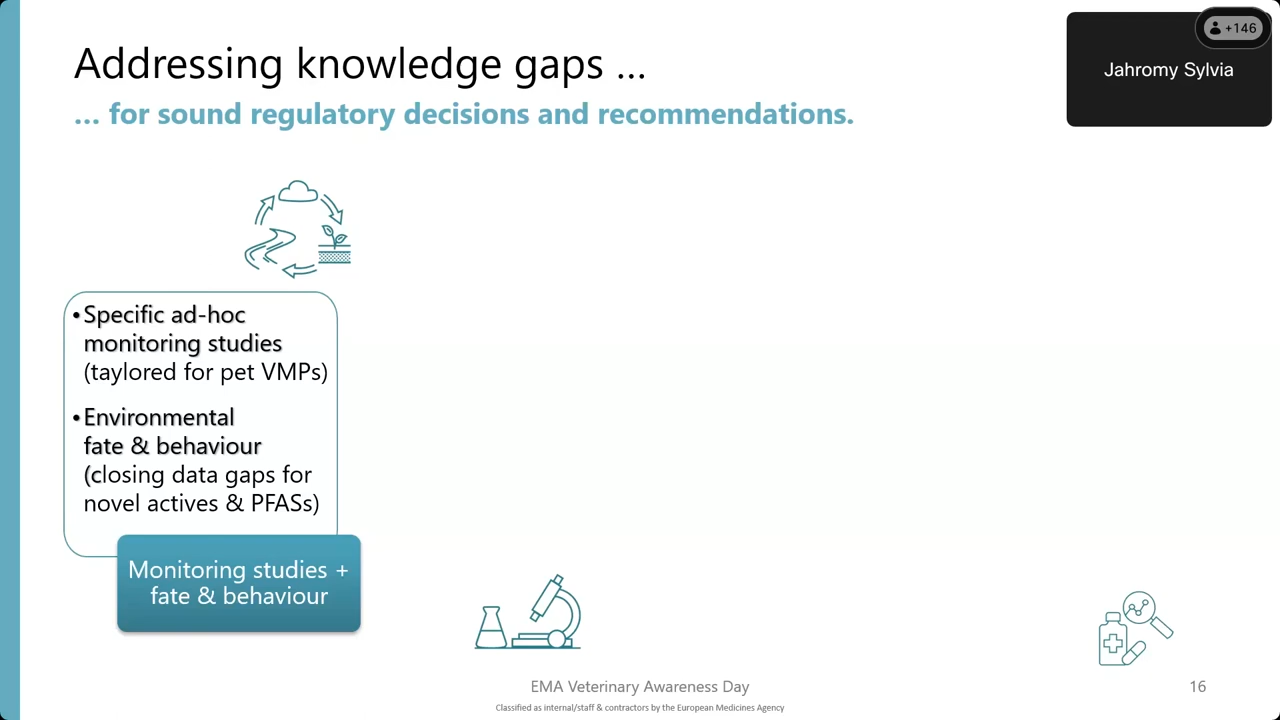 Addressing knowledge gaps ...
... for sound regulatory decisions and recommendations.
+146
Jahromy Sylvia
•Specific ad-hoc
monitoring studies
(taylored for pet VMPs)
•Environmental
fate & behaviour
(closing data gaps for
novel actives & PFASs)
Monitoring studies +
fate & behaviour
EMA Veterinary Awareness Day
16
Classified as internal/staff & contractors by the European Medicines Agency